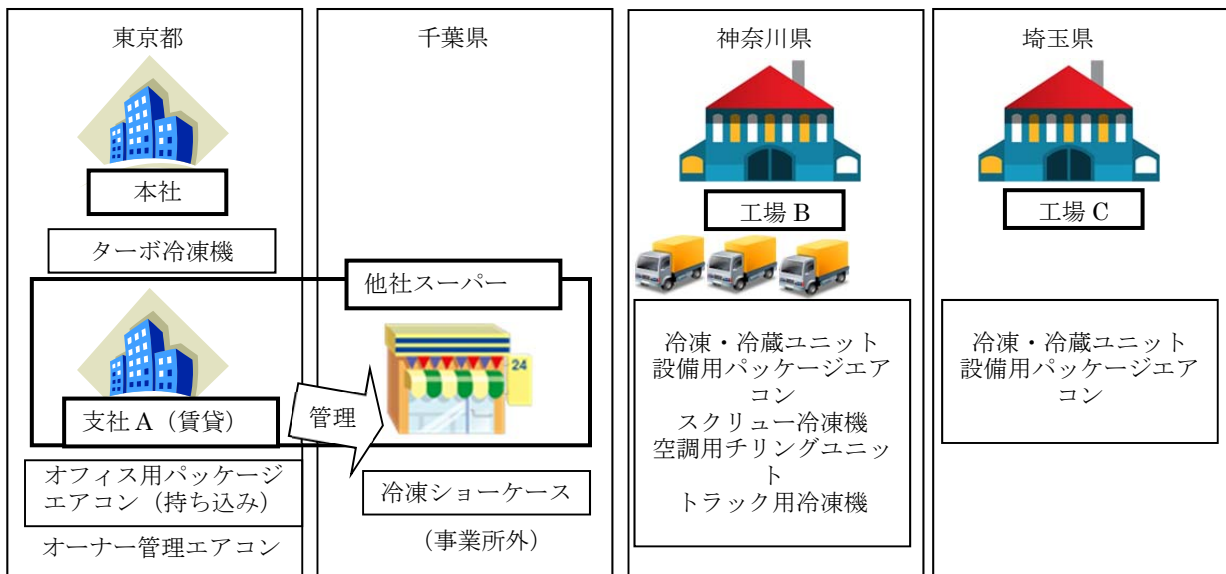 東京都
本社
ターボ冷凍機
支社 A（賃貸）
オフィス用パッケージ
エアコン（持ち込み）
オーナー管理エアコン
管理
千葉県
他社スーパー
24
冷凍ショーケース
（事業所外）
神奈川県
工場 B
冷凍・冷蔵ユニット
設備用パッケージエア
コン
スクリュー冷凍機
空調用チリングユニッ
ト
トラック用冷凍機
埼玉県
工場 C
冷凍・冷蔵ユニット
設備用パッケージエア
コン